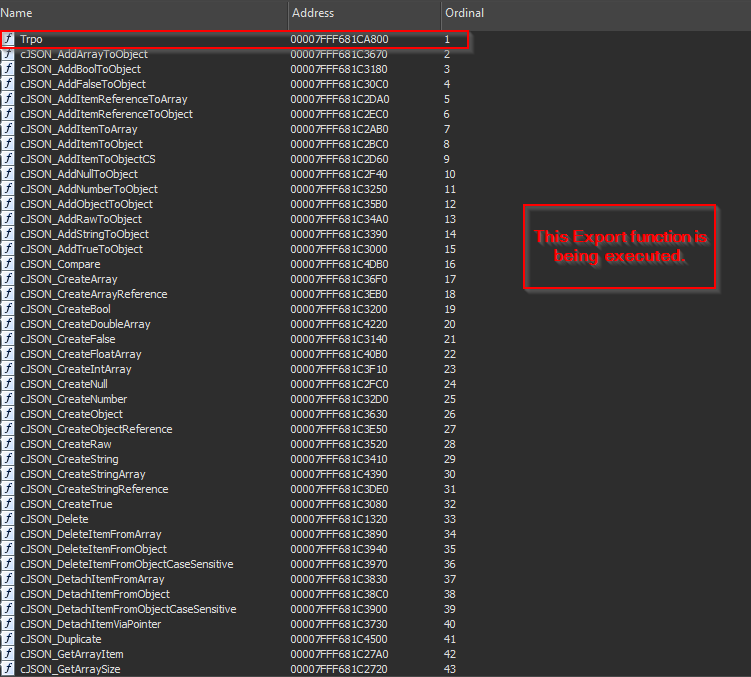 Name Address Ordinal
Trpo 00007FFF681CA800 1
cJSON_AddArrayToObject 00007FFF681C3670 2
cJSON_AddBoolToObject 00007FFF681C3180 3
cJSON_AddFalseToObject 00007FFF681C30C0 4
cJSON_AddItemReferenceToArray 00007FFF681C2DA0 5
cJSON_AddItemReferenceToObject 00007FFF681C2EC0 6
cJSON_AddItemToArray 00007FFF681C2AB0 7
cJSON_AddItemToObject 00007FFF681C2BC0 8
cJSON_AddItemToObjectCS 00007FFF681C2D60 9
cJSON_AddNullToObject 00007FFF681C2F40 10
cJSON_AddNumberToObject 00007FFF681C3250 11
cJSON_AddObjectToObject 00007FFF681C35B0 12
cJSON_AddRawToObject 00007FFF681C34A0 13
cJSON_AddStringToObject 00007FFF681C3390 14
cJSON_AddTrueToObject 00007FFF681C3000 15
cJSON_Compare 00007FFF681C4DB0 16
cJSON_CreateArray 00007FFF681C36F0 17
cJSON_CreateArrayReference 00007FFF681C3EB0 18
cJSON_CreateBool 00007FFF681C3200 19
cJSON_CreateDoubleArray 00007FFF681C4220 20
cJSON_CreateFalse 00007FFF681C3140 21
cJSON_CreateFloatArray 00007FFF681C40B0 22
cJSON_CreateIntArray 00007FFF681C3F10 23
cJSON_CreateNull 00007FFF681C2FC0 24
cJSON_CreateNumber 00007FFF681C32D0 25
cJSON_CreateObject 00007FFF681C3630 26
cJSON_CreateObjectReference 00007FFF681C3E50 27
cJSON_CreateRaw 00007FFF681C3520 28
cJSON_CreateString 00007FFF681C3410 29
cJSON_CreateStringArray 00007FFF681C4390 30
cJSON_CreateStringReference 00007FFF681C3DE0 31
cJSON_CreateTrue 00007FFF681C3080 32
cJSON_Delete 00007FFF681C1320 33
cJSON_DeleteItemFromArray 00007FFF681C3890 34
cJSON_DeleteItemFromObject 00007FFF681C3940 35
cJSON_DeleteItemFromObjectCaseSensitive 00007FFF681C3970 36
cJSON_DetachItemFromArray 00007FFF681C3830 37
cJSON_DetachItemFromObject 00007FFF681C38C0 38
cJSON_DetachItemFromObjectCaseSensitive 00007FFF681C3900 39
cJSON_DetachItemViaPointer 00007FFF681C3730 40
cJSON_Duplicate 00007FFF681C4500 41
cJSON_GetArrayItem 00007FFF681C27A0 42
cJSON_GetArraySize 00007FFF681C2720 43
This Export function is
being executed.